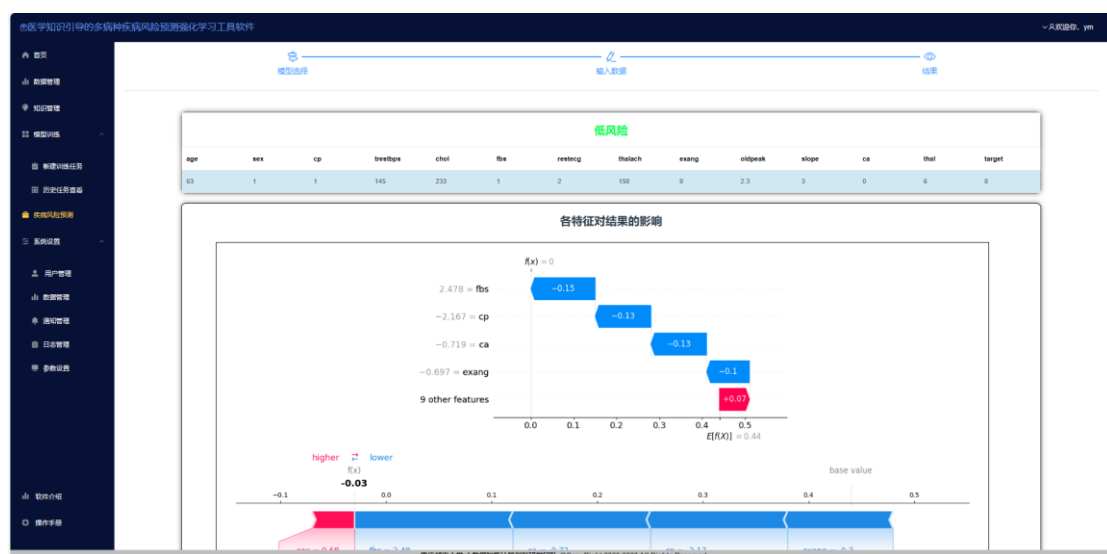 医学知识引导的多病种疾病风险预测强化学习工具软件
欢迎你、ym
首页
数据管理
知识管理
模型训练
新建训练任务
历史任务查看
疾病风险预测
系统设置
用户管理
数据管理
通知管理
日志管理
参数设置
软件介绍
操作手册
模型选择 输入数据 结果
低风险
age sex cp trestbps chol fbs restecg thalach exang oldpeak slope ca thal target
63 1 1 145 233 1 2 150 0 2.3 3 0 6 0
各特征对结果的影响
f(x) = 0
2.478 = fbs −0.15
−2.167 = cp −0.13
−0.719 = ca −0.13
−0.697 = exang −0.1
9 other features +0.07
0.0 0.1 0.2 0.3 0.4 0.5
E[f(X)] = 0.44
higher ⇄ lower
f(x) base value
-0.03
−0.1 0.0 0.1 0.2 0.3 0.4 0.5